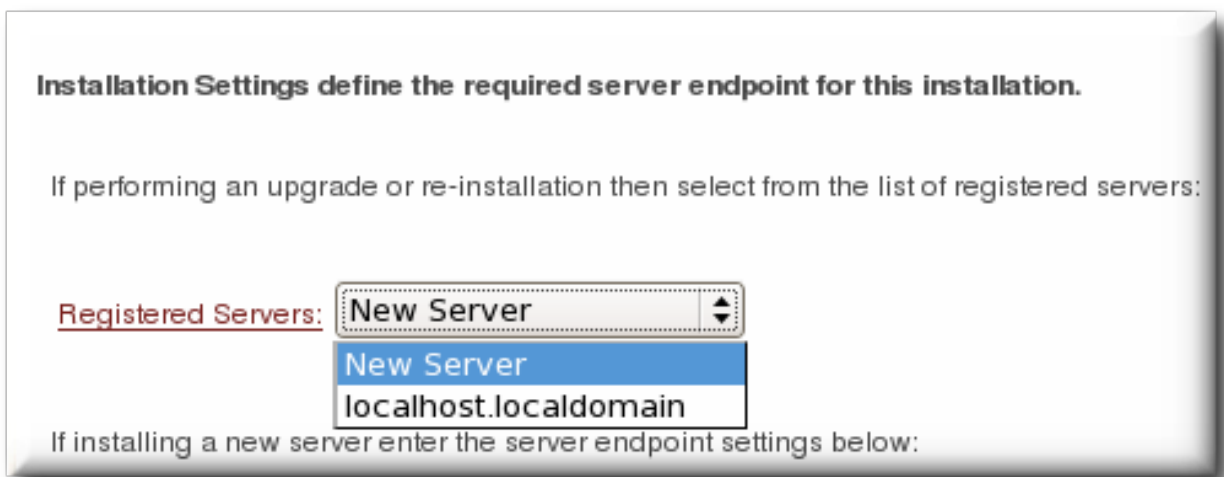 Installation Settings define the required server endpoint for this installation.
If performing an upgrade or re-installation then select from the list of registered servers:
Registered Servers: New Server
New Server
localhost.localdomain
If installing a new server enter the server endpoint settings below: